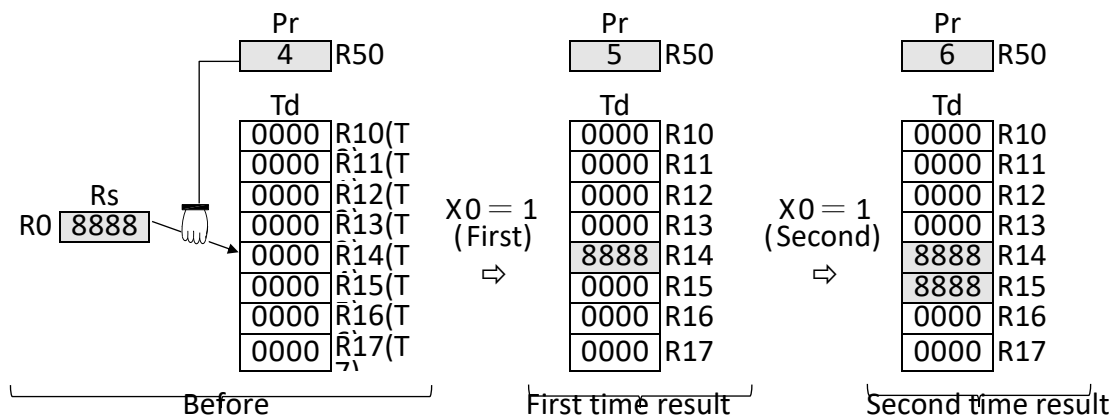 Pr Pr Pr
4 R50 5 R50 6 R50
Td Td Td
0000 R10(T 0000 R10 0000 R10
0000 R11(T 0000 R11 0000 R11
0000 R12(T 0000 R12 0000 R12
Rs 0000 R13(T X0 = 1 0000 R13 X0 = 1 0000 R13
R0 8888 0000 R14(T (First) 8888 R14 (Second) 8888 R14
0000 R15(T ⇨ 0000 R15 ⇨ 8888 R15
0000 R16(T 0000 R16 0000 R16
0000 R17(T 0000 R17 0000 R17
7)
Before First time result Second time result